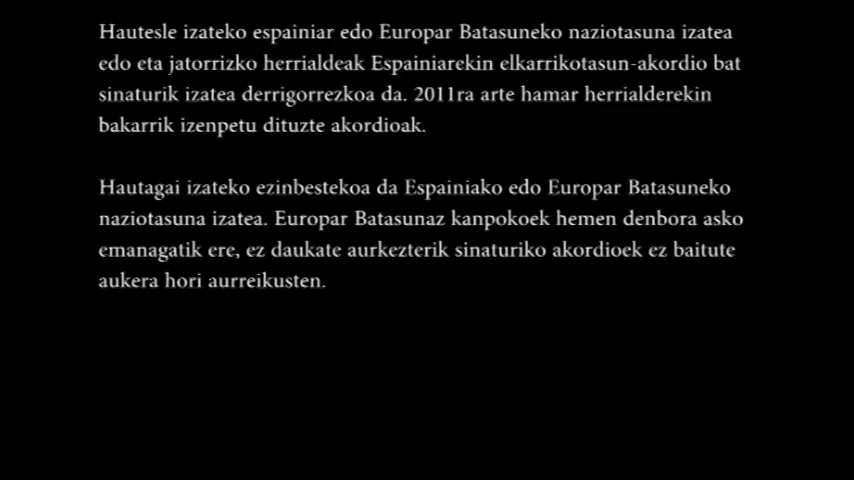 Hautesle izateko espainiar edo Europar Batasuneko naziotasuna izatea
edo eta jatorrizko herrialdeak Espainiarekin elkarrikotasun-akordio bat
sinaturik izatea derrigorrezkoa da. 2011ra arte hamar herrialderekin
bakarrik izenpetu dituzte akordioak.
Hautagai izateko ezinbestekoa da Espainiako edo Europar Batasuneko
naziotasuna izatea. Europar Batasunaz kanpokoek hemen denbora asko
emanagatik ere, ez daukate aurkezterik sinaturiko akordioek ez baitute
aukera hori aurreikusten.